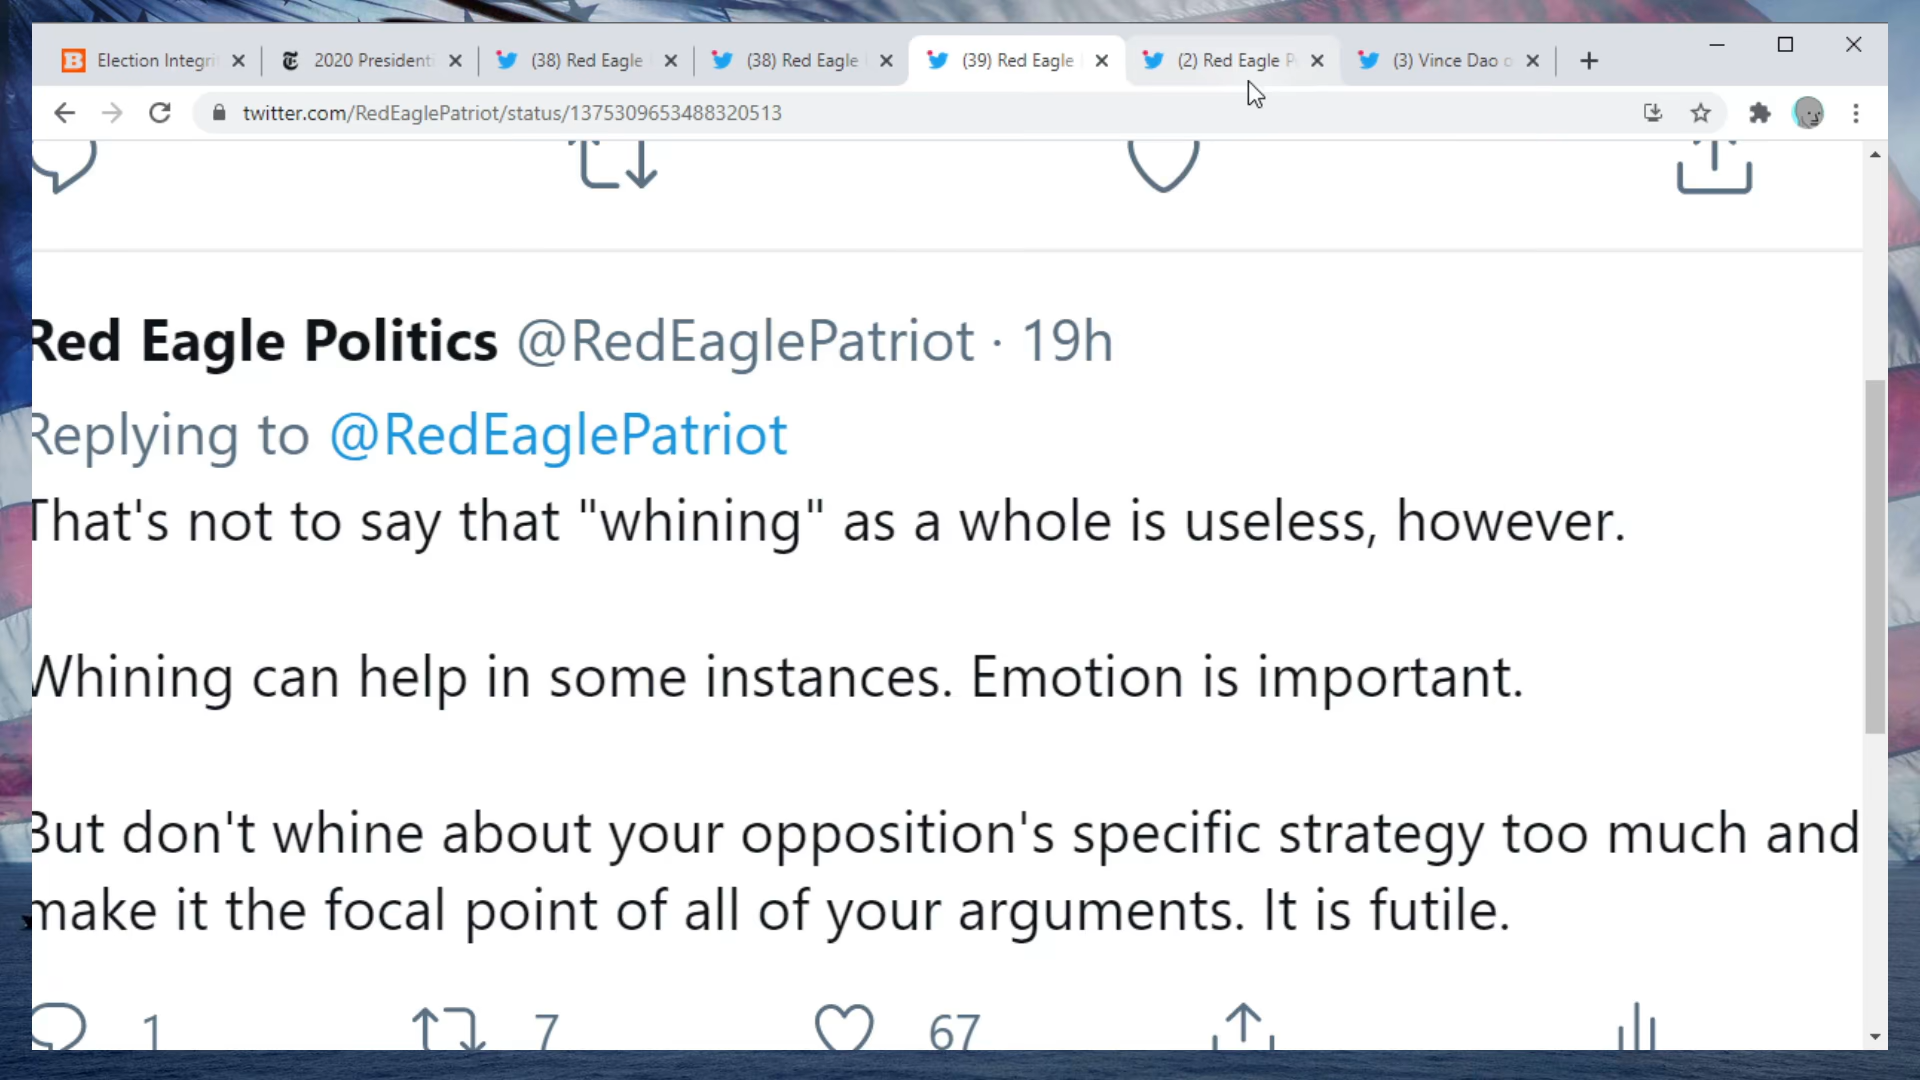 Election Integri
2020 Presidenti
(38) Red Eagle
(38) Red Eagle
(39) Red Eagle
(2) Red Eagle P
(3) Vince Dao o
twitter.com/RedEaglePatriot/status/1375309653488320513
Red Eagle Politics @RedEaglePatriot · 19h
Replying to @RedEaglePatriot
That's not to say that "whining" as a whole is useless, however.
Whining can help in some instances. Emotion is important.
But don't whine about your opposition's specific strategy too much and
make it the focal point of all of your arguments. It is futile.
1 7 67